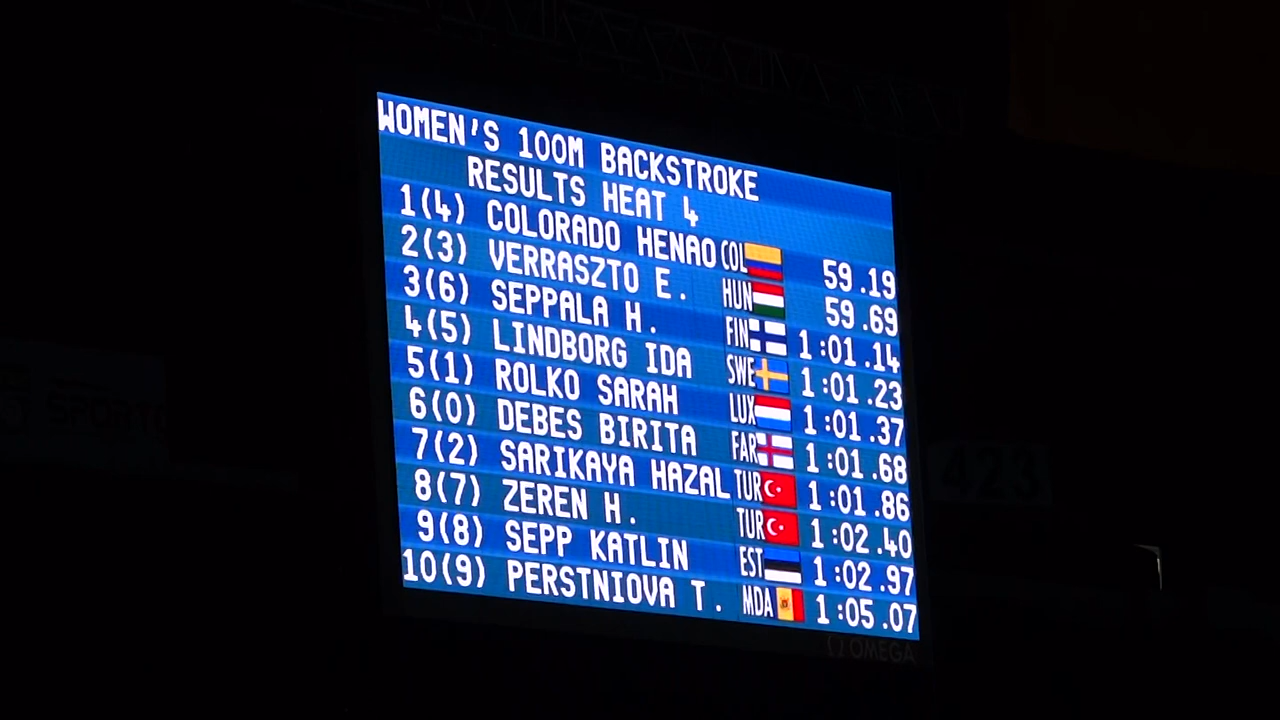 WOMEN'S 100M BACKSTROKE
RESULTS HEAT 4
1(4) COLORADO HENAO COL 59.19
2(3) VERRASZTO E. HUN 59.69
3(6) SEPPALA H. FIN 1:01.14
4(5) LINDBORG IDA SWE 1:01.23
5(1) ROLKO SARAH LUX 1:01.37
6(0) DEBES BIRITA FAR 1:01.68
7(2) SARIKAYA HAZAL TUR 1:01.86
8(7) ZEREN H. TUR 1:02.40
9(8) SEPP KATLIN EST 1:02.97
10(9) PERSTNIOVA T. MDA 1:05.07
Ω OMEGA
423